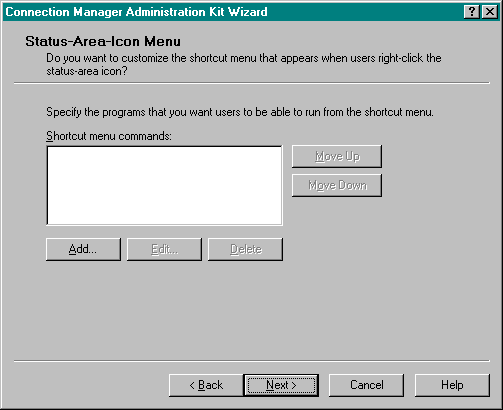 Connection Manager Administration Kit Wizard
Status-Area-Icon Menu
Do you want to customize the shortcut menu that appears when users right-click the
status-area icon?
Specify the programs that you want users to be able to run from the shortcut menu.
Shortcut menu commands:
Move Up
Move Down
Add... Edit... Delete
< Back Next > Cancel Help